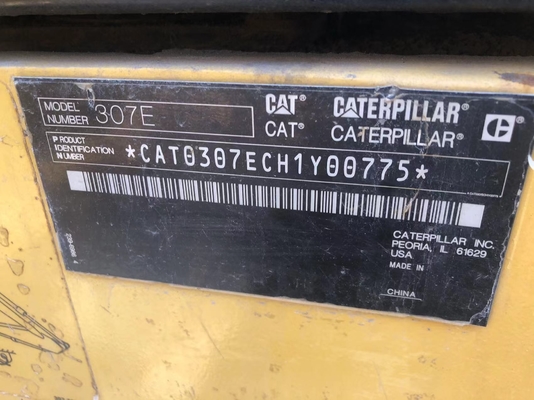 MODEL
NUMBER 307E
CAT CATERPILLAR C
CAT® CATERPILLAR®
PRODUCT
IDENTIFICATION
NUMBER
*CAT0307ECH1Y00775*
CATERPILLAR INC.
PEORIA, IL 61629
USA
MADE IN
CHINA